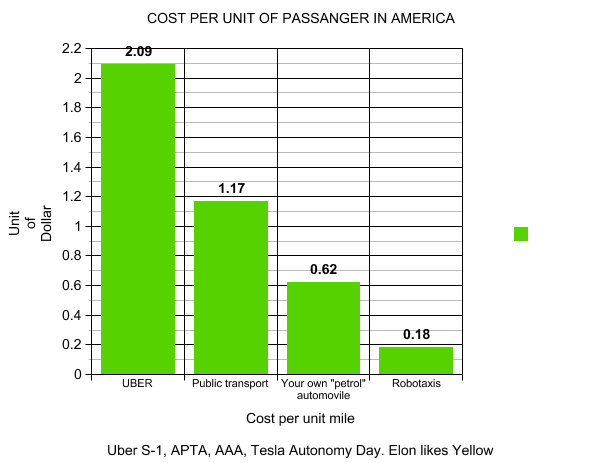 COST PER UNIT OF PASSANGER IN AMERICA
2.2
2
1.8
1.6
1.4
1.2
1
0.8
0.6
0.4
0.2
0
Unit
of
Dollar
2.09
1.17
0.62
0.18
UBER
Public transport
Your own "petrol"
automovile
Robotaxis
Cost per unit mile
Uber S-1, APTA, AAA, Tesla Autonomy Day. Elon likes Yellow